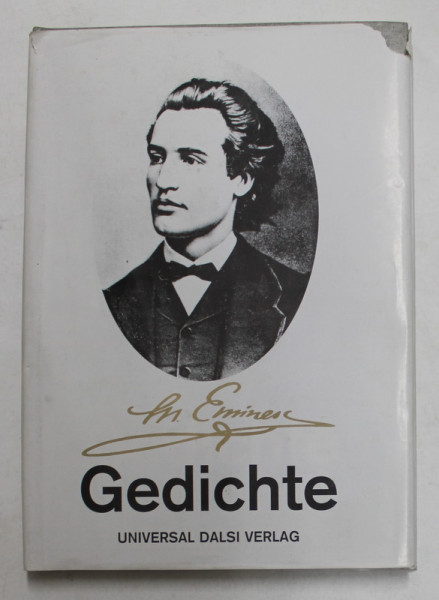 M. Eminescu
Gedichte
UNIVERSAL DALSI VERLAG